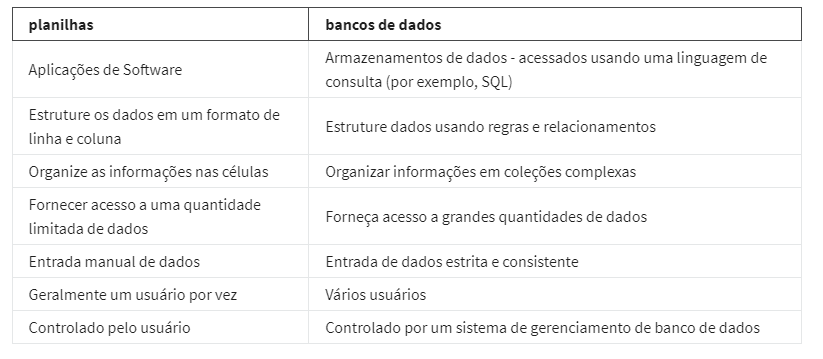 planilhas
bancos de dados
Aplicações de Software
Armazenamentos de dados - acessados usando uma linguagem de
consulta (por exemplo, SQL)
Estruture os dados em um formato de
linha e coluna
Estruture dados usando regras e relacionamentos
Organize as informações nas células
Organizar informações em coleções complexas
Fornecer acesso a uma quantidade
limitada de dados
Forneça acesso a grandes quantidades de dados
Entrada manual de dados
Entrada de dados estrita e consistente
Geralmente um usuário por vez
Vários usuários
Controlado pelo usuário
Controlado por um sistema de gerenciamento de banco de dados